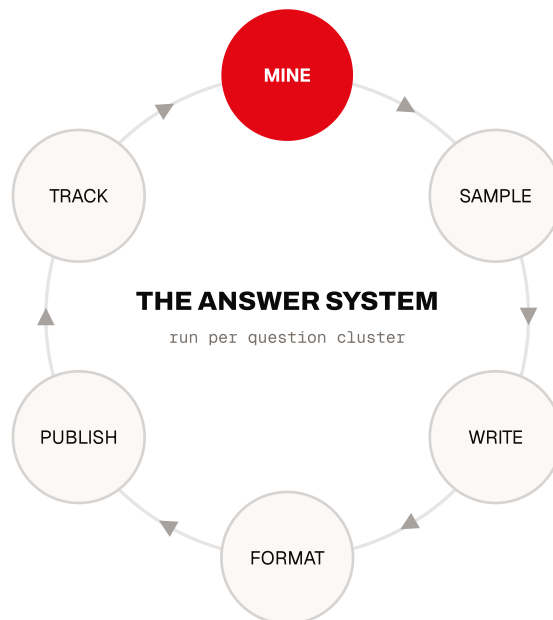 MINE
TRACK
SAMPLE
THE ANSWER SYSTEM
run per question cluster
PUBLISH
WRITE
FORMAT